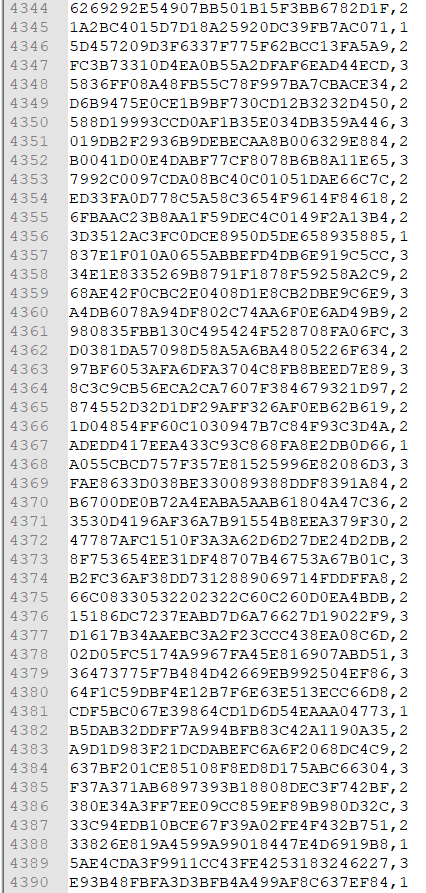 4344 6269292E54907BB501B15F3BB6782D1F,2
4345 1A2BC4015D7D18A25920DC39FB7AC071,1
4346 5D457209D3F6337F775F62BCC13FA5A9,2
4347 FC3B73310D4EA0B55A2DFAF6EAD44ECD,3
4348 5836FF08A48FB55C78F997BA7CBACE34,2
4349 D6B9475E0CE1B9BF730CD12B3232D450,2
4350 588D19993CCD0AF1B35E034DB359A446,3
4351 019DB2F2936B9DEBECAA8B006329E884,2
4352 B0041D00E4DABF77CF8078B6B8A11E65,3
4353 7992C0097CDA08BC40C01051DAE66C7C,2
4354 ED33FA0D778C5A58C3654F9614F84618,2
4355 6FBAAC23B8AA1F59DEC4C0149F2A13B4,2
4356 3D3512AC3FC0DCE8950D5DE658935885,1
4357 837E1F010A0655ABBEFD4DB6E919C5CC,3
4358 34E1E8335269B8791F1878F59258A2C9,2
4359 68AE42F0CBC2E0408D1E8CB2DBE9C6E9,3
4360 A4DB6078A94DF802C74AA6F0E6AD49B9,2
4361 980835FBB130C495424F528708FA06FC,3
4362 D0381DA57098D58A5A6BA4805226F634,2
4363 97BF6053AFA6DFA3704C8FB8BEED7E89,3
4364 8C3C9CB56ECA2CA7607F384679321D97,2
4365 874552D32D1DF29AFF326AF0EB62B619,2
4366 1D04854FF60C1030947B7C84F93C3D4A,2
4367 ADEDD417EEA433C93C868FA8E2DB0D66,1
4368 A055CBCD757F357E81525996E82086D3,3
4369 FAE8633D038BE330089388DDF8391A84,2
4370 B6700DE0B72A4EABA5AAB61804A47C36,2
4371 3530D4196AF36A7B91554B8EEA379F30,2
4372 47787AFC1510F3A3A62D6D27DE24D2DB,2
4373 8F753654EE31DF48707B46753A67B01C,3
4374 B2FC36AF38DD7312889069714FDDFFA8,2
4375 66C08330532202322C60C260D0EA4BDB,2
4376 15186DC7237EABD7D6A76627D19022F9,3
4377 D1617B34AAEBC3A2F23CCC438EA08C6D,2
4378 02D05FC5174A9967FA45E816907ABD51,3
4379 36473775F7B484D42669EB992504EF86,3
4380 64F1C59DBF4E12B7F6E63E513ECC66D8,2
4381 CDF5BC067E39864CD1D6D54EAAA04773,1
4382 B5DAB32DDFF7A994BFB83C42A1190A35,2
4383 A9D1D983F21DCDABEFC6A6F2068DC4C9,2
4384 637BF201CE85108F8ED8D175ABC66304,3
4385 F37A371AB6897393B18808DEC3F742BF,2
4386 380E34A3FF7EE09CC859EF89B980D32C,3
4387 33C94EDB10BCE67F39A02FE4F432B751,2
4388 33826E819A4599A99018447E4D6919B8,1
4389 5AE4CDA3F9911CC43FE4253183246227,3
4390 E93B48FBFA3D3BFB4A499AF8C637EF84,1